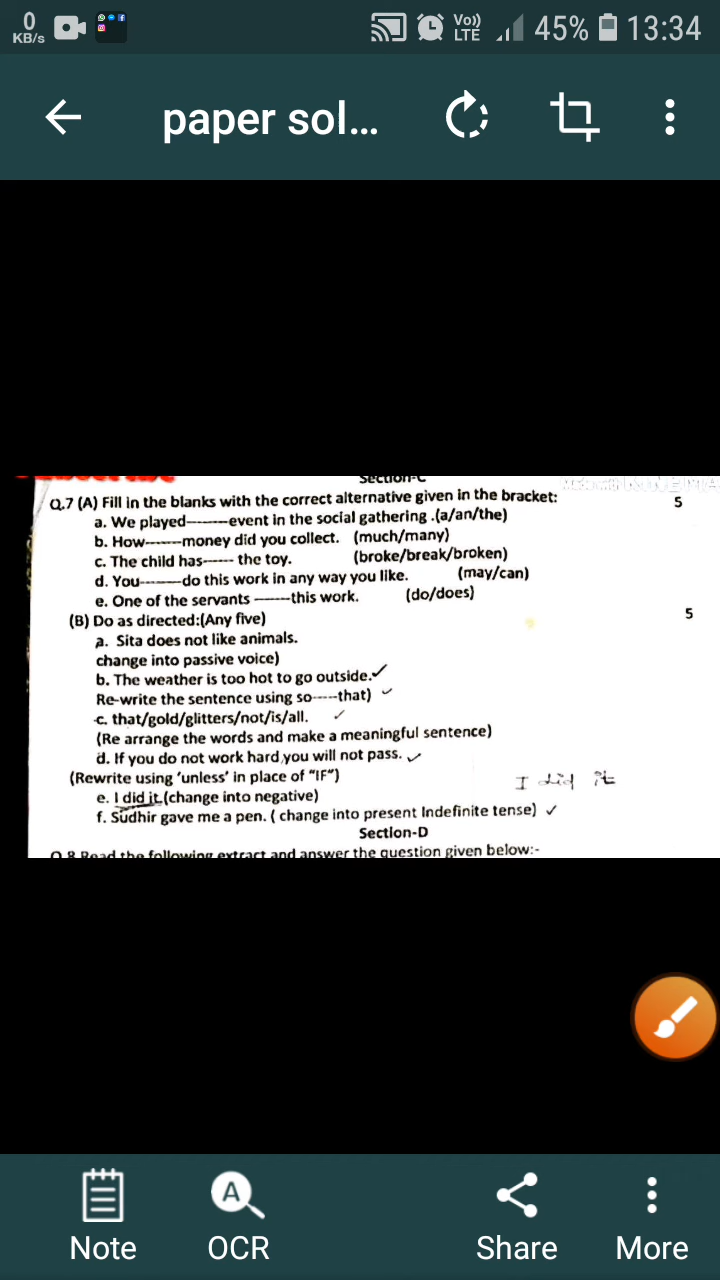 0
KB/s
Vo))
LTE
45%
13:34
paper sol...
Section-C
Q.7 (A) Fill in the blanks with the correct alternative given in the bracket: 5
a. We played-------event in the social gathering .(a/an/the)
b. How------money did you collect. (much/many)
c. The child has------ the toy. (broke/break/broken)
d. You-------do this work in any way you like. (may/can)
e. One of the servants ------this work. (do/does)
(B) Do as directed:(Any five) 5
a. Sita does not like animals.
change into passive voice)
b. The weather is too hot to go outside.
Re-write the sentence using so-----that)
c. that/gold/glitters/not/is/all.
(Re arrange the words and make a meaningful sentence)
d. If you do not work hard,you will not pass.
(Rewrite using 'unless' in place of "IF")
I did it
e. I did it.(change into negative)
f. Sudhir gave me a pen. ( change into present Indefinite tense)
Section-D
Q.8 Read the following extract and answer the question given below:-
Note
A
OCR
Share
More